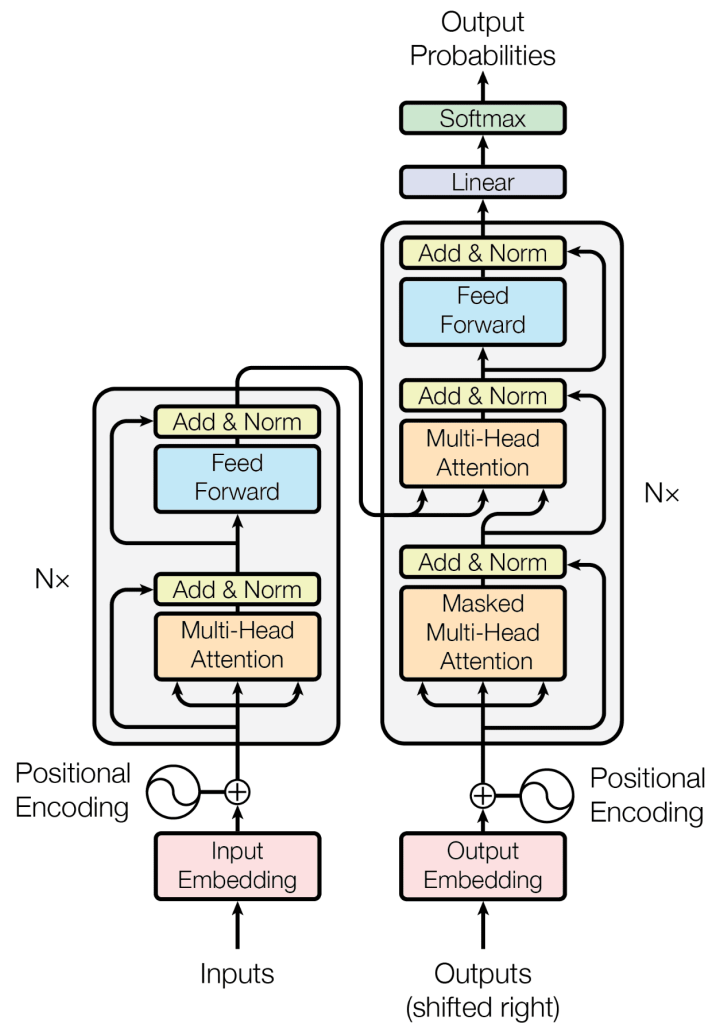 Output
Probabilities
Softmax
Linear
Add & Norm
Feed
Forward
Add & Norm
Multi-Head
Attention
Add & Norm
Masked
Multi-Head
Attention
Nx
Add & Norm
Feed
Forward
Add & Norm
Multi-Head
Attention
N×
Positional
Encoding
Positional
Encoding
Input
Embedding
Output
Embedding
Inputs
Outputs
(shifted right)